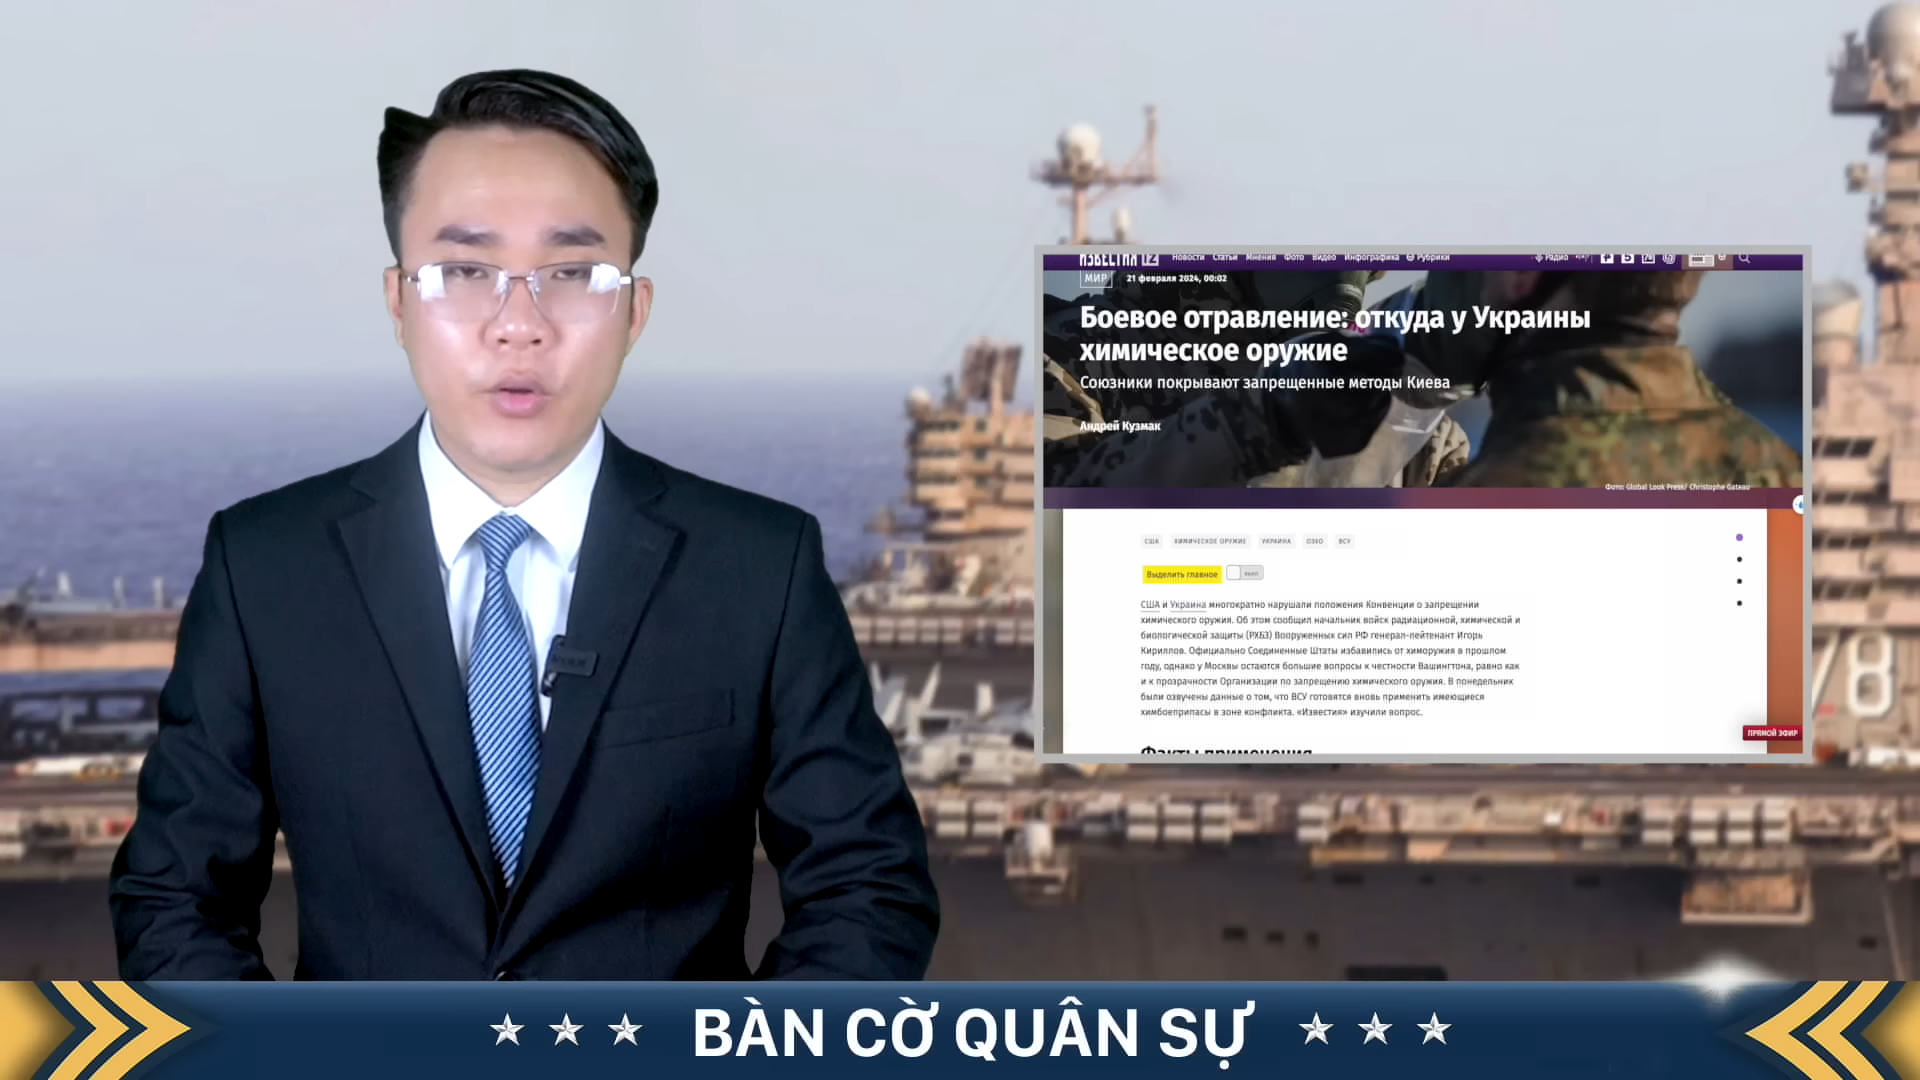 ИЗВЕСТИЯ IZ
Новости Статьи Мнения Фото Видео Инфографика Рубрики
Радио
МИР 21 февраля 2024, 00:02
Боевое отравление: откуда у Украины
химическое оружие
Союзники покрывают запрещенные методы Киева
Андрей Кузмак
Фото: Global Look Press/ Christophe Gateau
США ХИМИЧЕСКОЕ ОРУЖИЕ УКРАИНА ОЗХО ВСУ
Выделить главное
США и Украина многократно нарушали положения Конвенции о запрещении
химического оружия. Об этом сообщил начальник войск радиационной, химической и
биологической защиты (РХБЗ) Вооруженных сил РФ генерал-лейтенант Игорь
Кириллов. Официально Соединенные Штаты избавились от химоружия в прошлом
году, однако у Москвы остаются большие вопросы к честности Вашингтона, равно как
и к прозрачности Организации по запрещению химического оружия. В понедельник
были озвучены данные о том, что ВСУ готовятся вновь применить имеющиеся
химбоеприпасы в зоне конфликта. «Известия» изучили вопрос.
ПРЯМОЙ ЭФИР
Факты применения
78
BÀN CỜ QUÂN SỰ